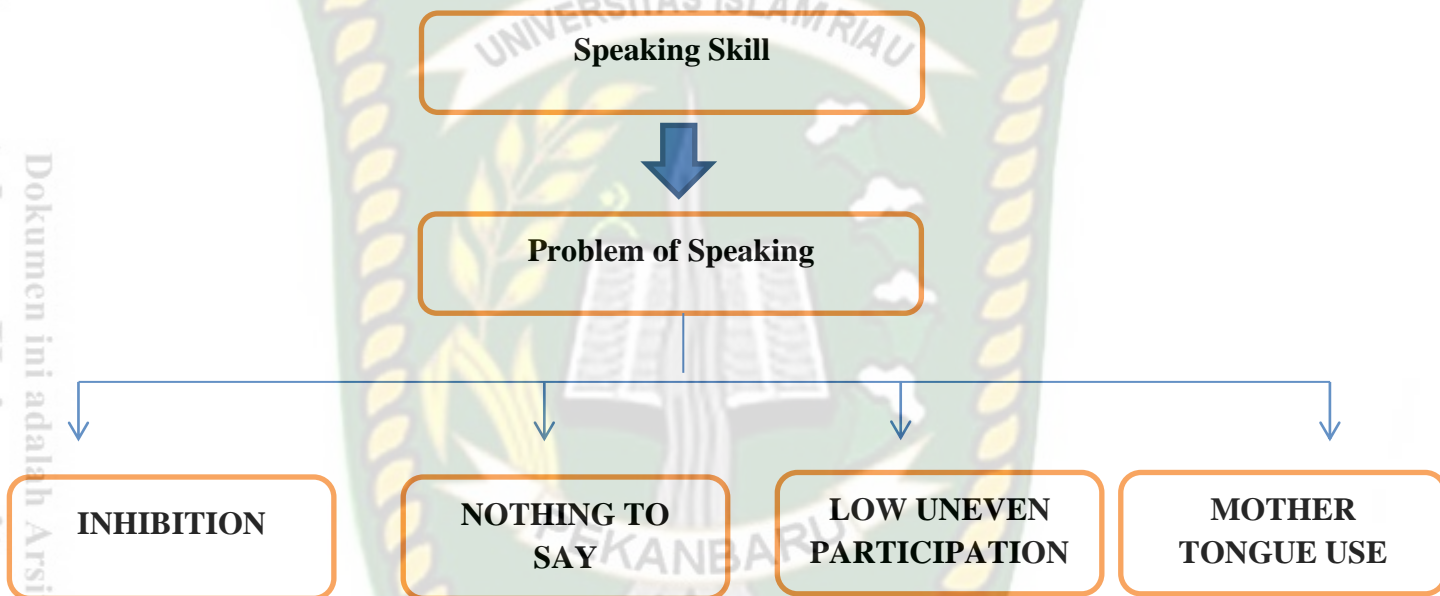 UNIVERSITAS ISLAM RIAU
Speaking Skill
Problem of Speaking
Dokumen ini adalah Arsi
INHIBITION
NOTHING TO
SAY
LOW UNEVEN
PARTICIPATION
MOTHER
TONGUE USE
PEKANBARU